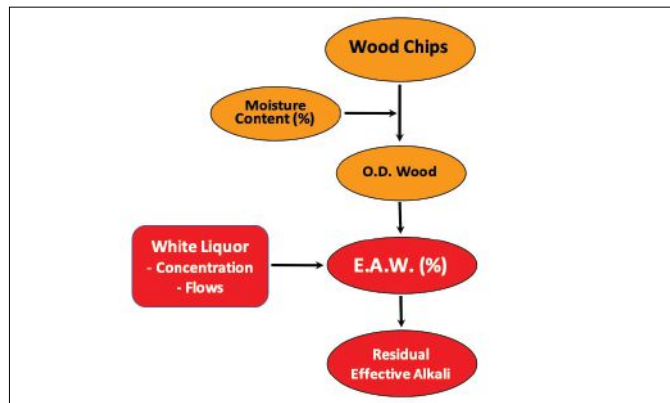 Wood Chips
Moisture
Content (%)
O.D. Wood
White Liquor
- Concentration
- Flows
E.A.W. (%)
Residual
Effective Alkali